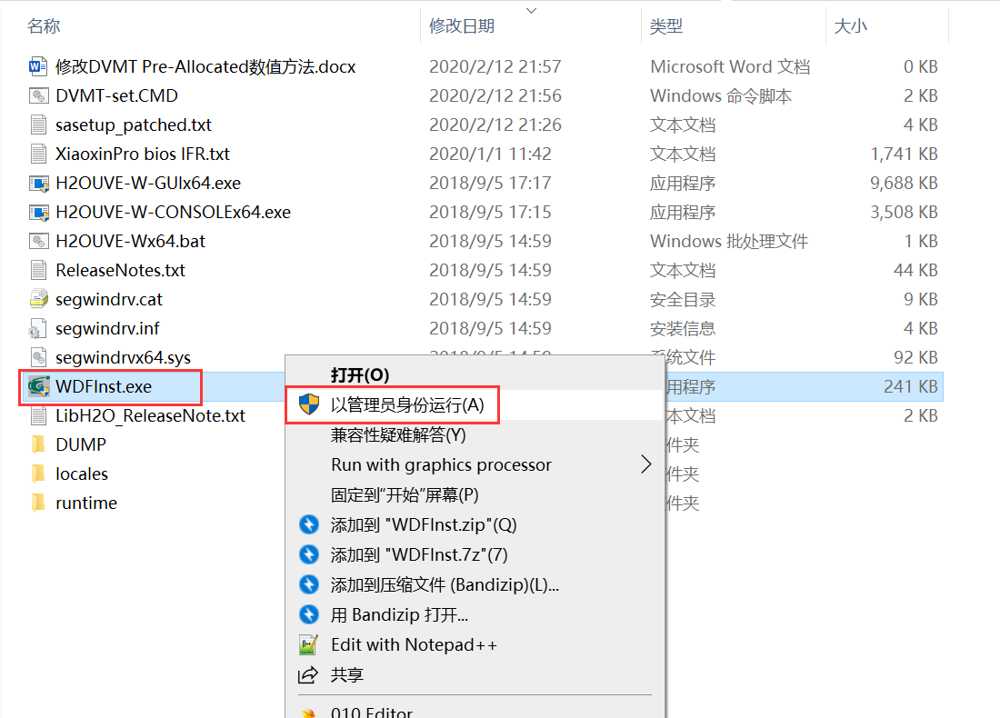 名称 修改日期 类型 大小
修改DVMT Pre-Allocated数值方法.docx 2020/2/12 21:57 Microsoft Word 文档 0 KB
DVMT-set.CMD 2020/2/12 21:56 Windows 命令脚本 2 KB
sasetup_patched.txt 2020/2/12 21:26 文本文档 4 KB
XiaoxinPro bios IFR.txt 2020/1/1 11:42 文本文档 1,741 KB
H2OUVE-W-GUIx64.exe 2018/9/5 17:17 应用程序 9,688 KB
H2OUVE-W-CONSOLEx64.exe 2018/9/5 17:15 应用程序 3,508 KB
H2OUVE-Wx64.bat 2018/9/5 14:59 Windows 批处理文件 1 KB
ReleaseNotes.txt 2018/9/5 14:59 文本文档 44 KB
segwindrv.cat 2018/9/5 14:59 安全目录 9 KB
segwindrv.inf 2018/9/5 14:59 安装信息 4 KB
segwindrvx64.sys 2018/9/5 14:59 系统文件 92 KB
WDFInst.exe 用程序 241 KB
LibH2O_ReleaseNote.txt 本文档 2 KB
DUMP 件夹
locales 件夹
runtime 件夹
打开(O)
以管理员身份运行(A)
兼容性疑难解答(Y)
Run with graphics processor
固定到"开始"屏幕(P)
添加到 "WDFInst.zip"(Q)
添加到 "WDFInst.7z"(7)
添加到压缩文件 (Bandizip)(L)...
用 Bandizip 打开...
Edit with Notepad++
共享
010 Editor